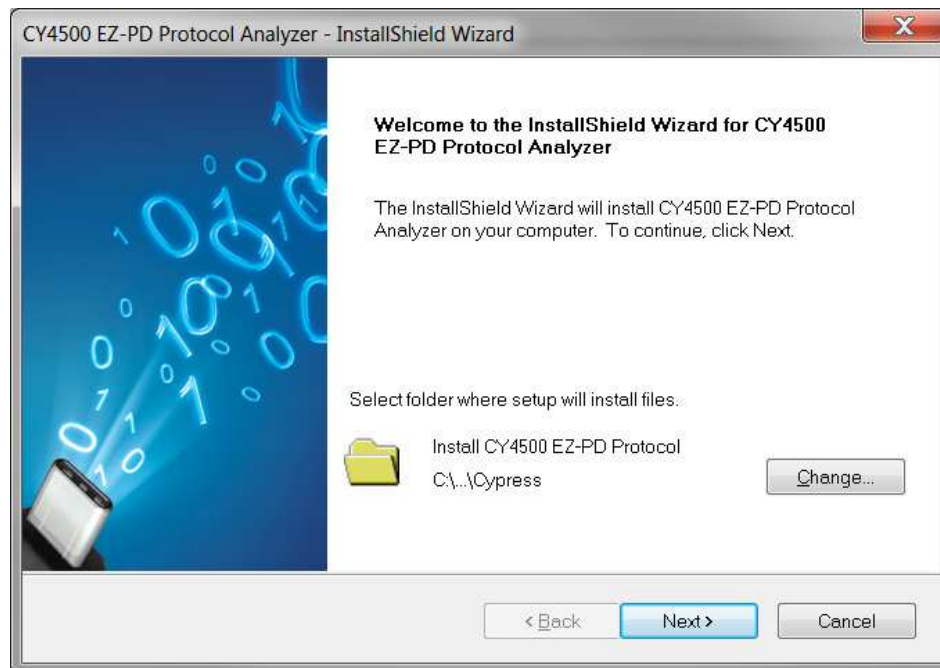 CY4500 EZ-PD Protocol Analyzer - InstallShield Wizard
Welcome to the InstallShield Wizard for CY4500
EZ-PD Protocol Analyzer
The InstallShield Wizard will install CY4500 EZ-PD Protocol
Analyzer on your computer. To continue, click Next.
Select folder where setup will install files.
Install CY4500 EZ-PD Protocol
C:\...\Cypress
Change...
< Back
Next >
Cancel